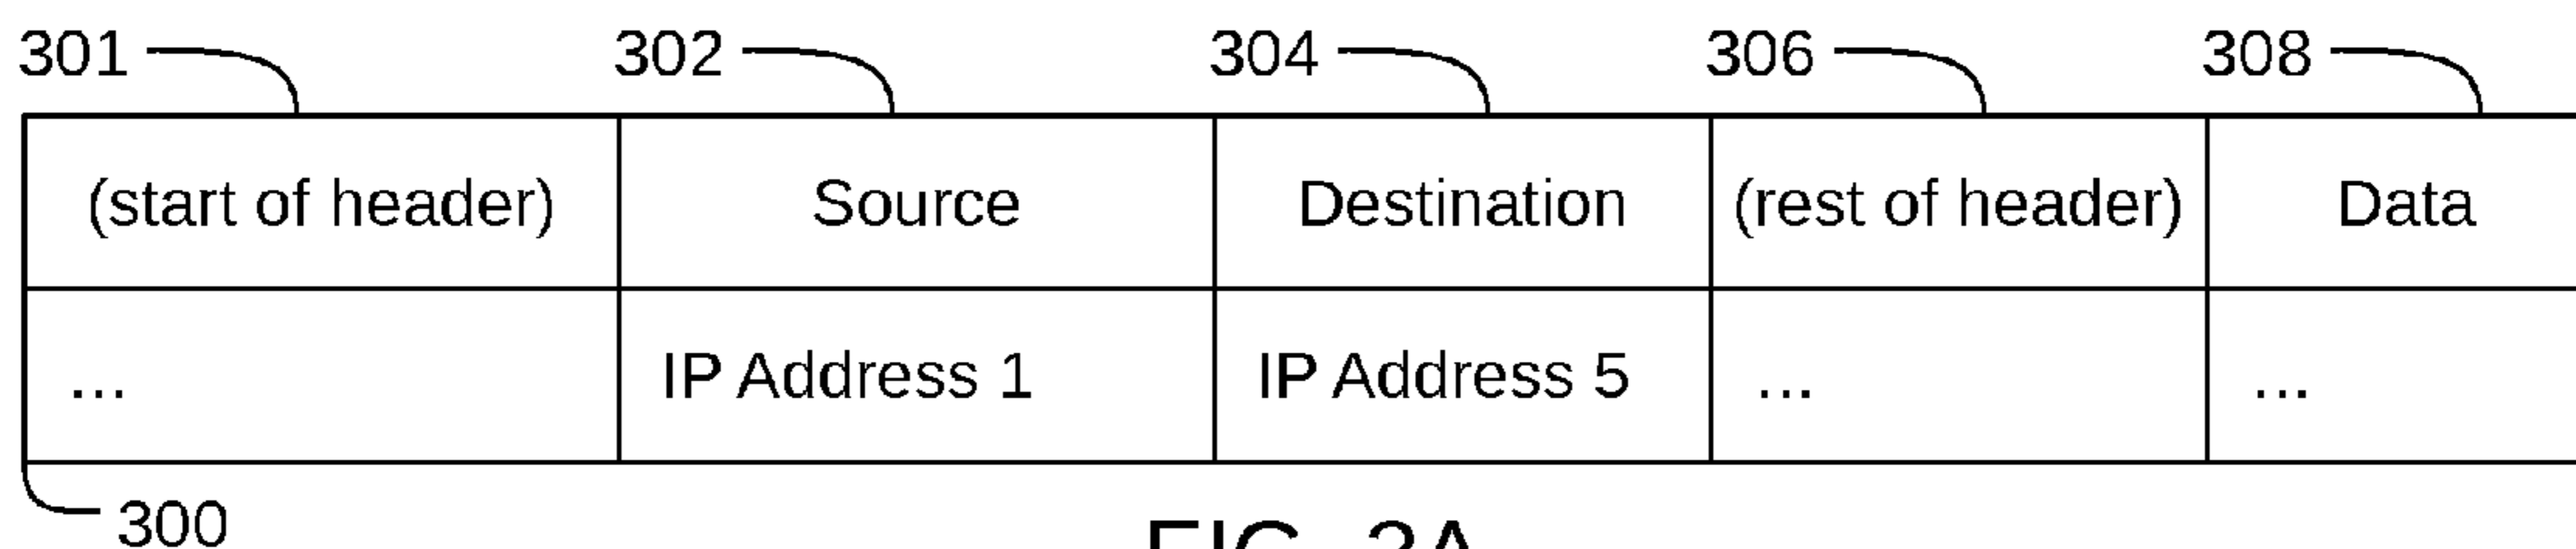 301 302 304 306 308
(start of header) Source Destination (rest of header) Data
... IP Address 1 IP Address 5 ... ...
300